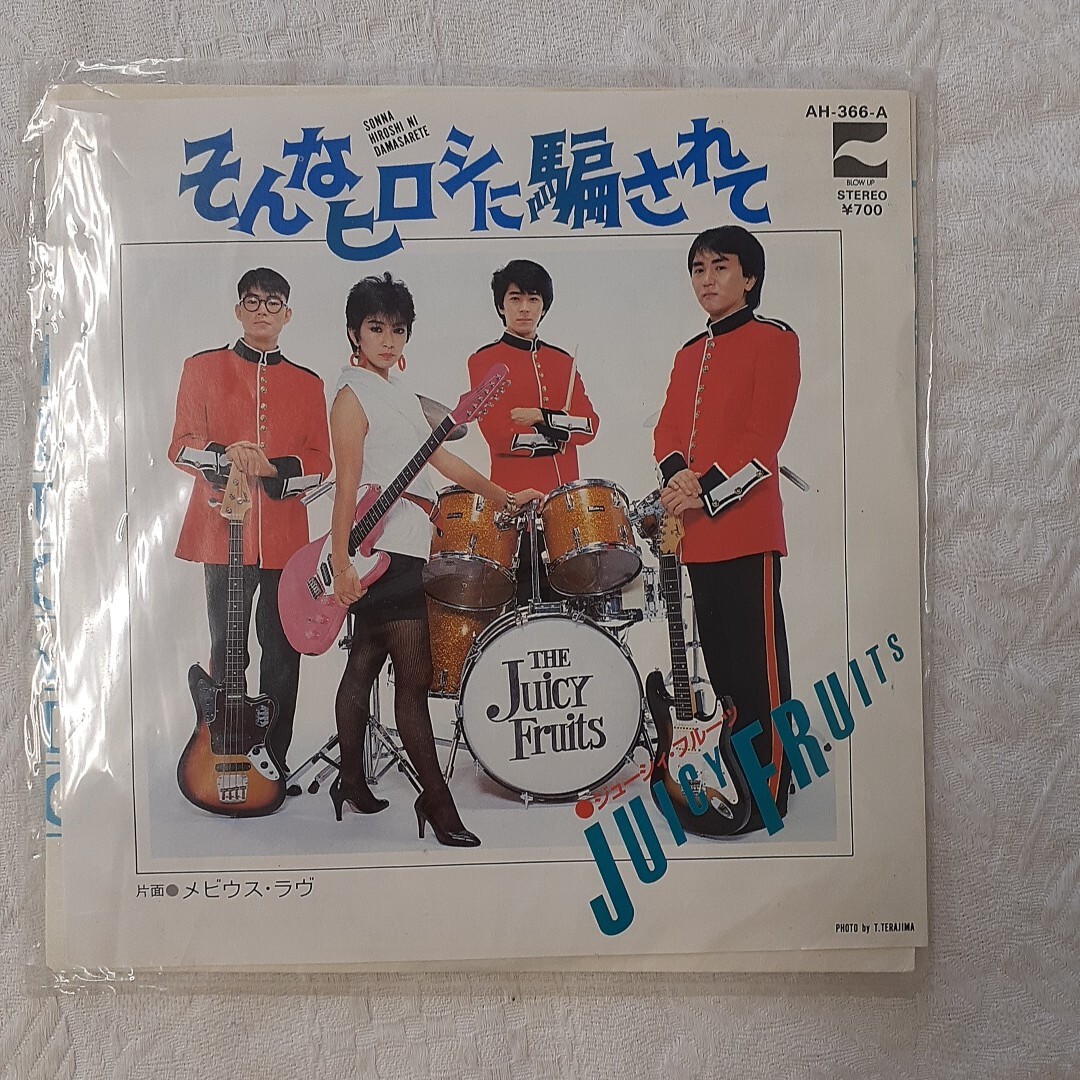 SONNA
HIROSHI NI
DAMASARETE
そんなヒロシに騙されて
AH-366-A
BLOW UP
STEREO
¥700
THE
Juicy
Fruits
●ジューシィ・フルーツ
JUICY FRUITS
片面●メビウス・ラヴ
PHOTO by T.TERAJIMA